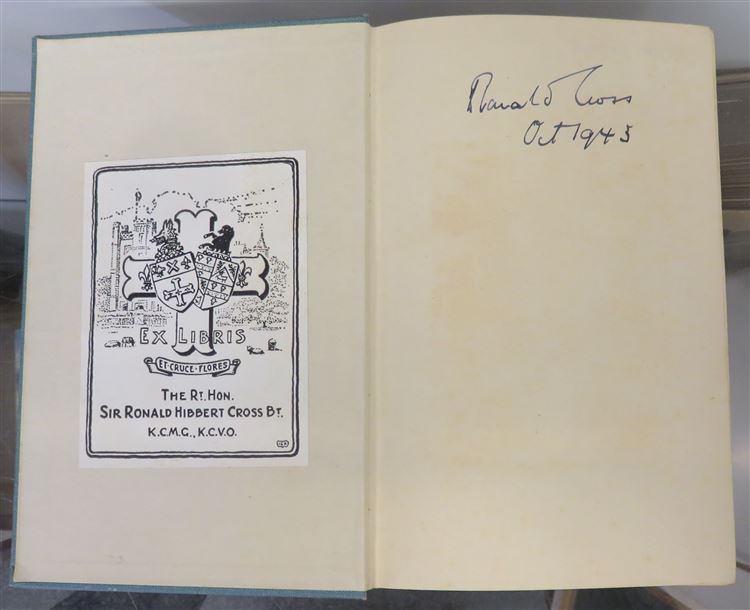 EX LIBRIS
ET·CRUCE·FLORES
THE RT. HON.
SIR RONALD HIBBERT CROSS BT.
K.C.M.G., K.C.V.O.
Ronald Cross
Oct 1943